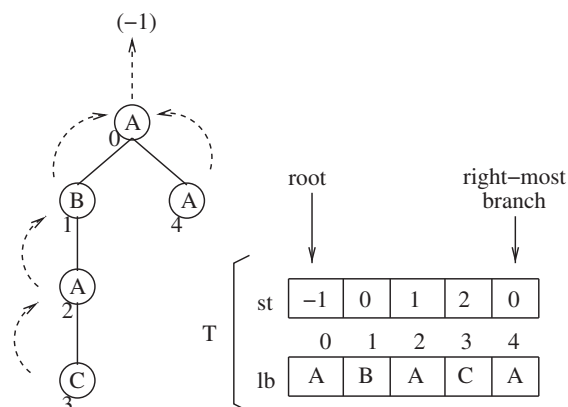 (−1)
A
0
B
1
A
4
A
2
C
3
root
right−most
branch
T
st
−1 0 1 2 0
0 1 2 3 4
lb
A B A C A